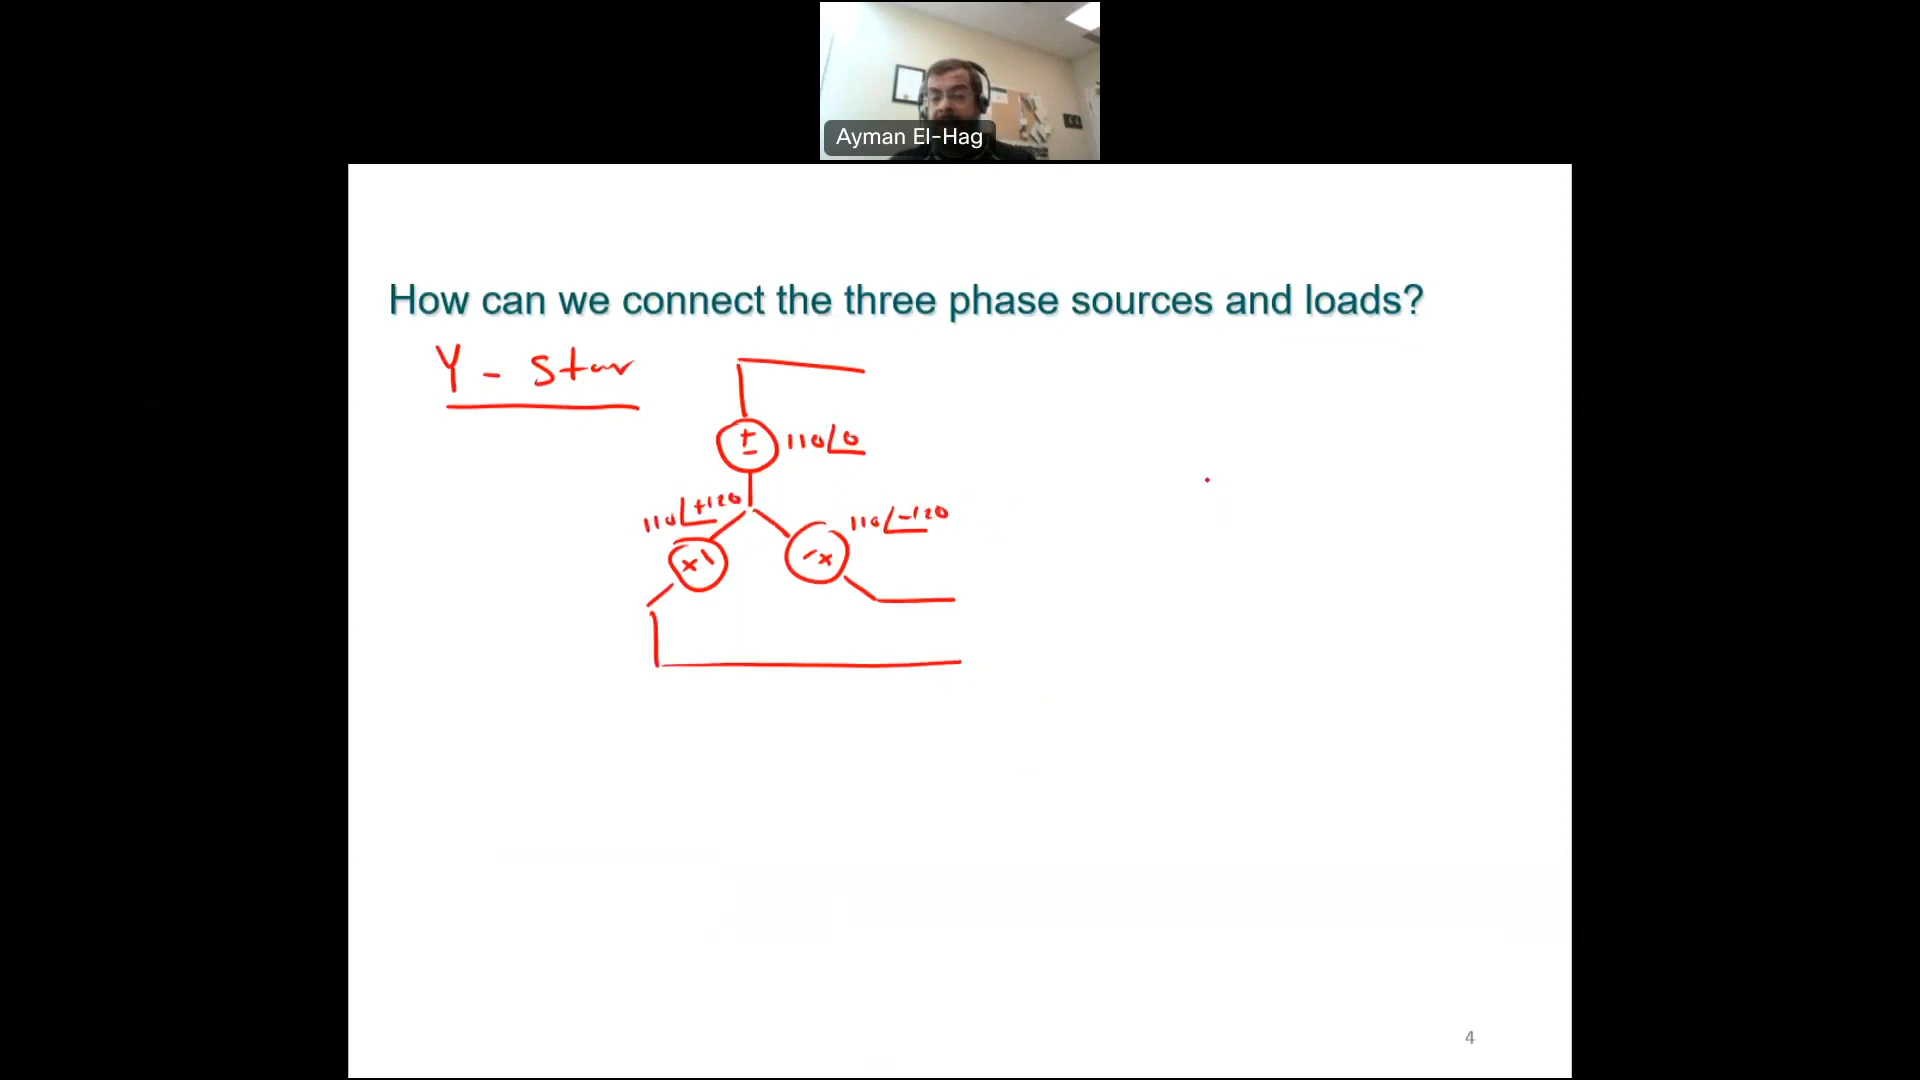 Ayman El-Hag
How can we connect the three phase sources and loads?
Y - Star
+
-
110∠0
110∠+120
110∠-120
4